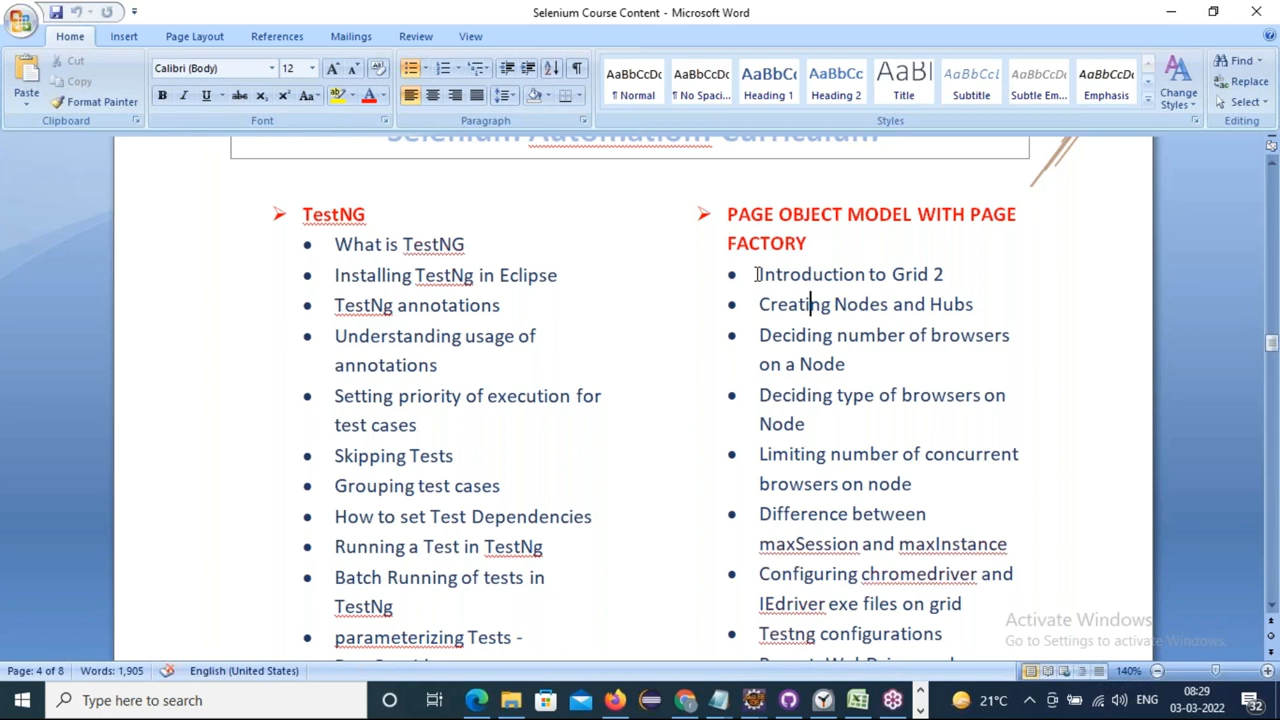 Selenium Course Content - Microsoft Word
Home Insert Page Layout References Mailings Review View
Paste
Cut
Copy
Format Painter
Clipboard
Calibri (Body) 12
Font
Paragraph
AaBbCcDc AaBbCcDc AaBbCc AaBbCc AaBl AaBbCcL AaBbCcDc AaBbCcDc
¶ Normal ¶ No Spaci... Heading 1 Heading 2 Title Subtitle Subtle Em... Emphasis
Change Styles
Styles
Find
Replace
Select
Editing
Selenium Automation Curriculum
TestNG
• What is TestNG
• Installing TestNg in Eclipse
• TestNg annotations
• Understanding usage of
annotations
• Setting priority of execution for
test cases
• Skipping Tests
• Grouping test cases
• How to set Test Dependencies
• Running a Test in TestNg
• Batch Running of tests in
TestNg
• parameterizing Tests -
PAGE OBJECT MODEL WITH PAGE
FACTORY
• Introduction to Grid 2
• Creating Nodes and Hubs
• Deciding number of browsers
on a Node
• Deciding type of browsers on
Node
• Limiting number of concurrent
browsers on node
• Difference between
maxSession and maxInstance
• Configuring chromedriver and
IEdriver exe files on grid
• Testng configurations
Activate Windows
Go to Settings to activate Windows.
Page: 4 of 8 Words: 1,905 English (United States) 140%
Type here to search
21°C ENG 08:29 03-03-2022 32